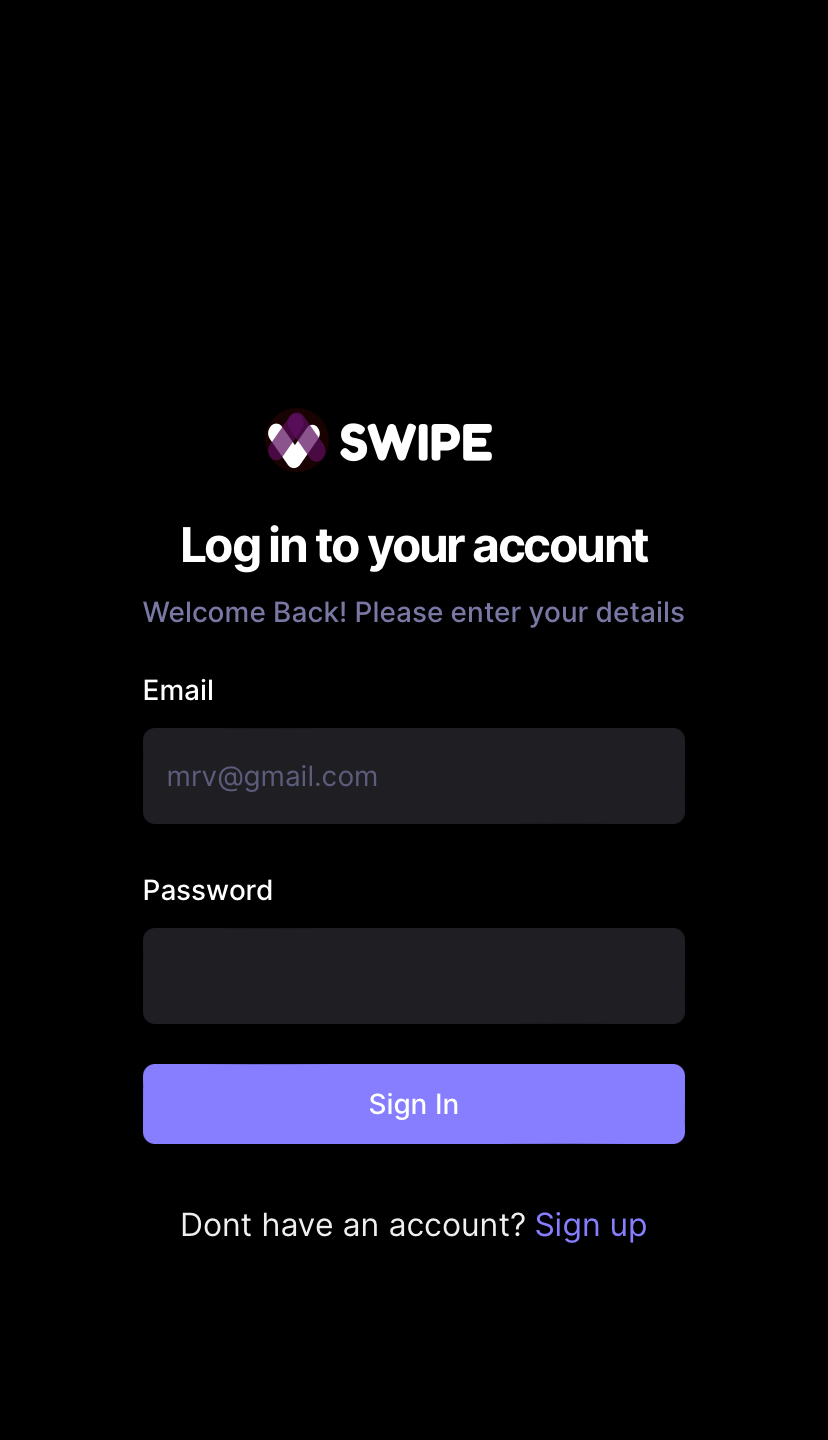 SWIPE
Log in to your account
Welcome Back! Please enter your details
Email
mrv@gmail.com
Password
Sign In
Dont have an account? Sign up